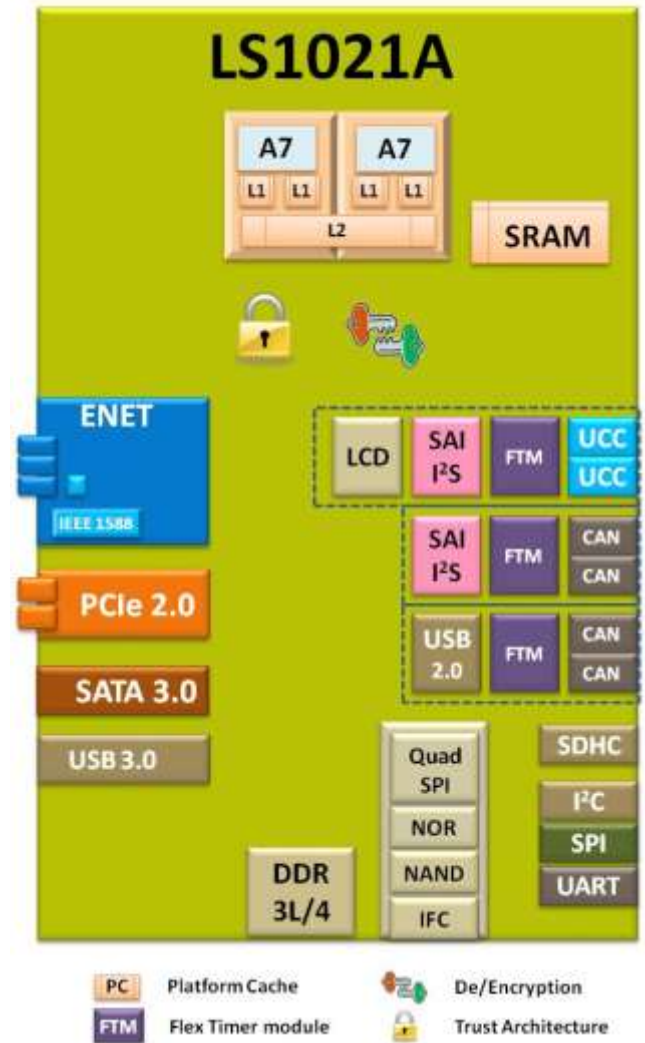 LS1021A
A7 A7
L1 L1 L1 L1
L2
SRAM
ENET
IEEE 1588
LCD
SAI
I²S
FTM
UCC
UCC
SAI
I²S
FTM
CAN
CAN
PCIe 2.0
USB
2.0
FTM
CAN
CAN
SATA 3.0
USB 3.0
Quad
SPI
NOR
NAND
IFC
SDHC
I²C
SPI
UART
DDR
3L/4
PC Platform Cache
De/Encryption
FTM Flex Timer module
Trust Architecture